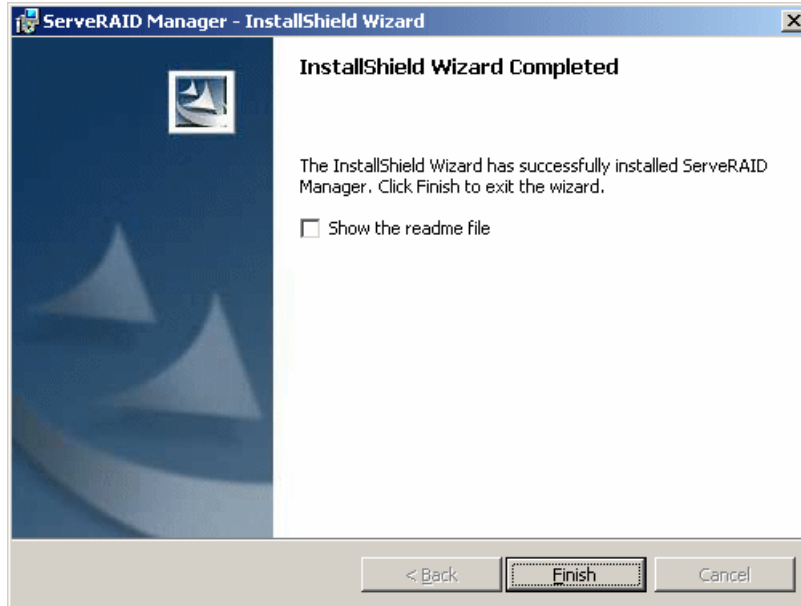 ServeRAID Manager - InstallShield Wizard
InstallShield Wizard Completed
The InstallShield Wizard has successfully installed ServeRAID
Manager. Click Finish to exit the wizard.
Show the readme file
< Back
Finish
Cancel